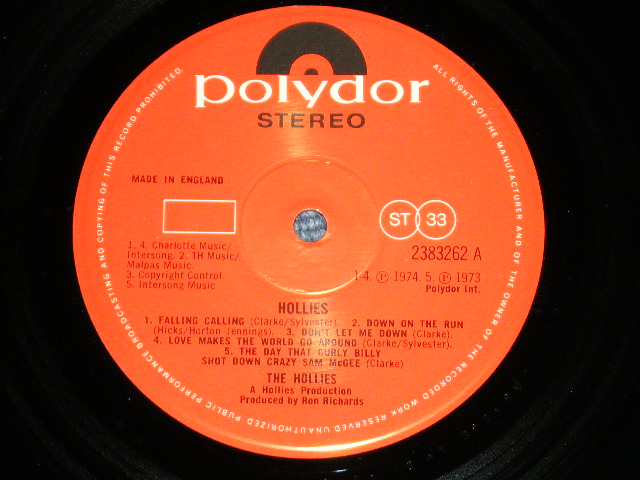 polydor
STEREO
MADE IN ENGLAND
ST 33
2383262 A
1. 4. Charlotte Music/
Intersong. 2. TH Music/
Malpas Music.
3. Copyright Control
5. Intersong Music
1-4. ℗ 1974. 5. ℗ 1973
Polydor Int.
HOLLIES
1. FALLING CALLING (Clarke/Sylvester). 2. DOWN ON THE RUN
(Hicks/Horton Jennings). 3. DON'T LET ME DOWN (Clarke).
4. LOVE MAKES THE WORLD GO AROUND (Clarke/Sylvester).
5. THE DAY THAT CURLY BILLY
SHOT DOWN CRAZY SAM McGEE (Clarke)
THE HOLLIES
A Hollies Production
Produced by Ron Richards
ALL RIGHTS OF THE MANUFACTURER AND OF THE OWNER OF THE RECORDED WORK RESERVED UNAUTHORIZED PUBLIC PERFORMANCE BROADCASTING AND COPYING OF THIS RECORD PROHIBITED.